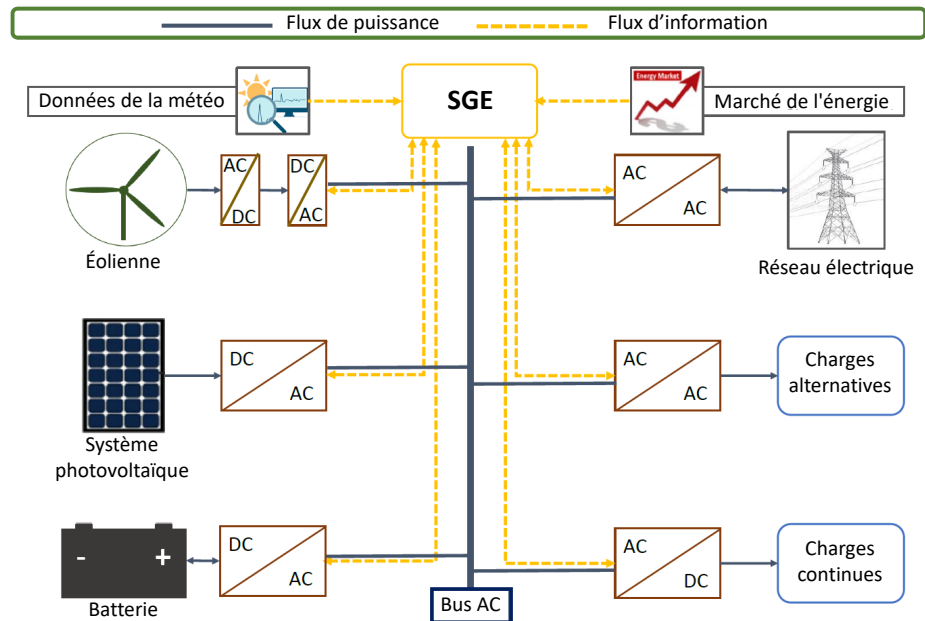 Flux de puissance
Flux d’information
Données de la météo
SGE
Energy Market
Marché de l'énergie
AC
DC
DC
AC
AC
AC
Éolienne
Réseau électrique
DC
AC
AC
AC
Charges
alternatives
Système
photovoltaïque
DC
AC
AC
DC
Charges
continues
- +
Batterie
Bus AC